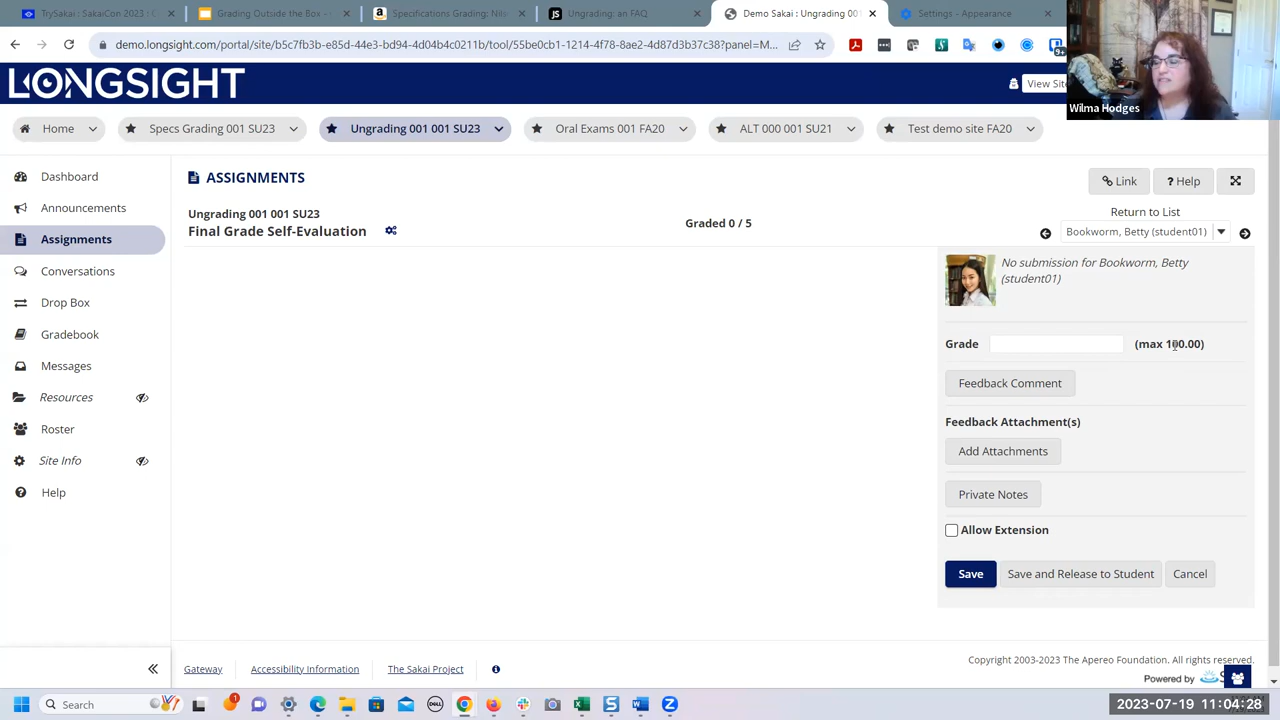 TrySakai: SakaiCon 2023
Grading Outside the Box –
Specifications Grading: Nils
Ungrading: an FAQ
Demo Sakai : Ungrading 001
Settings - Appearance
demo.longsight.com/portal/site/b5c7fb3b-e85d-44e8-bd94-4d04b4c0211b/tool/55be0cb1-1214-4f78-8ae2-4d87d3b37c38?panel=M...
9+
LONGSIGHT
View Sit
Wilma Hodges
Home
Specs Grading 001 SU23
Ungrading 001 001 SU23
Oral Exams 001 FA20
ALT 000 001 SU21
Test demo site FA20
Dashboard
Announcements
Assignments
Conversations
Drop Box
Gradebook
Messages
Resources
Roster
Site Info
Help
ASSIGNMENTS
Link
? Help
Ungrading 001 001 SU23
Final Grade Self-Evaluation
Graded 0 / 5
Return to List
Bookworm, Betty (student01)
No submission for Bookworm, Betty
(student01)
Grade (max 100.00)
Feedback Comment
Feedback Attachment(s)
Add Attachments
Private Notes
Allow Extension
Save Save and Release to Student Cancel
Gateway
Accessibility Information
The Sakai Project
Copyright 2003-2023 The Apereo Foundation. All rights reserved.
Powered by
Search
1
DELL
2023-07-19 11:04:28